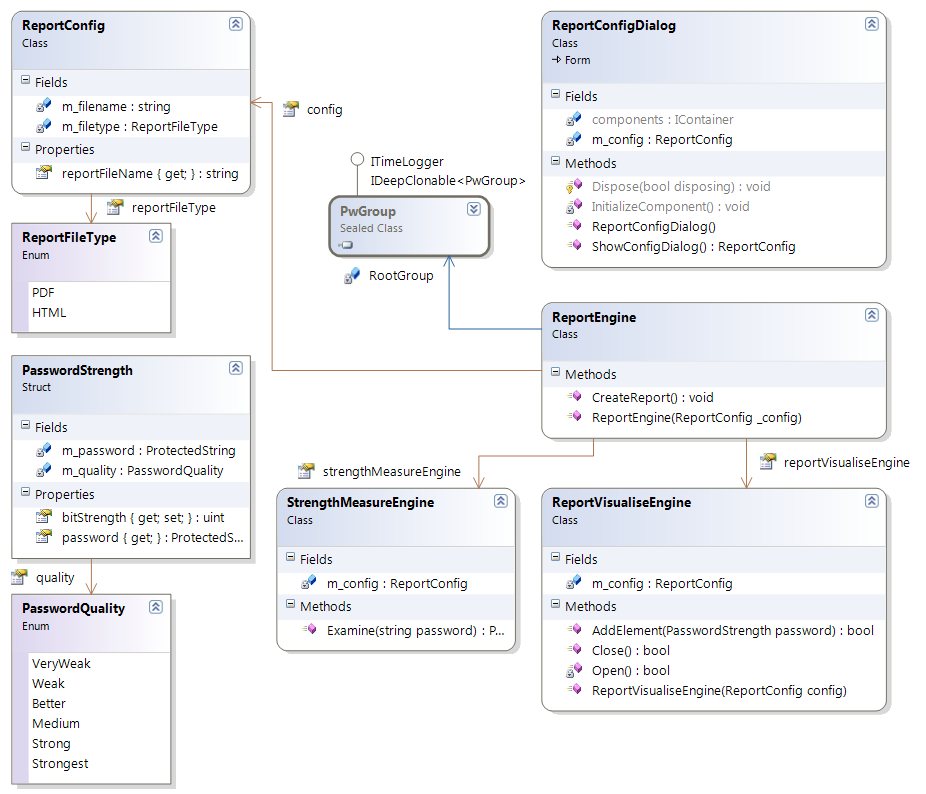 ReportConfig
Class
Fields
m_filename : string
m_filetype : ReportFileType
Properties
reportFileName { get; } : string
reportFileType
ReportFileType
Enum
PDF
HTML
PasswordStrength
Struct
Fields
m_password : ProtectedString
m_quality : PasswordQuality
Properties
bitStrength { get; set; } : uint
password { get; } : ProtectedS...
quality
PasswordQuality
Enum
VeryWeak
Weak
Better
Medium
Strong
Strongest
config
ITimeLogger
IDeepClonable<PwGroup>
PwGroup
Sealed Class
RootGroup
ReportConfigDialog
Class
Form
Fields
components : IContainer
m_config : ReportConfig
Methods
Dispose(bool disposing) : void
InitializeComponent() : void
ReportConfigDialog()
ShowConfigDialog() : ReportConfig
ReportEngine
Class
Methods
CreateReport() : void
ReportEngine(ReportConfig _config)
strengthMeasureEngine
StrengthMeasureEngine
Class
Fields
m_config : ReportConfig
Methods
Examine(string password) : P...
reportVisualiseEngine
ReportVisualiseEngine
Class
Fields
m_config : ReportConfig
Methods
AddElement(PasswordStrength password) : bool
Close() : bool
Open() : bool
ReportVisualiseEngine(ReportConfig config)